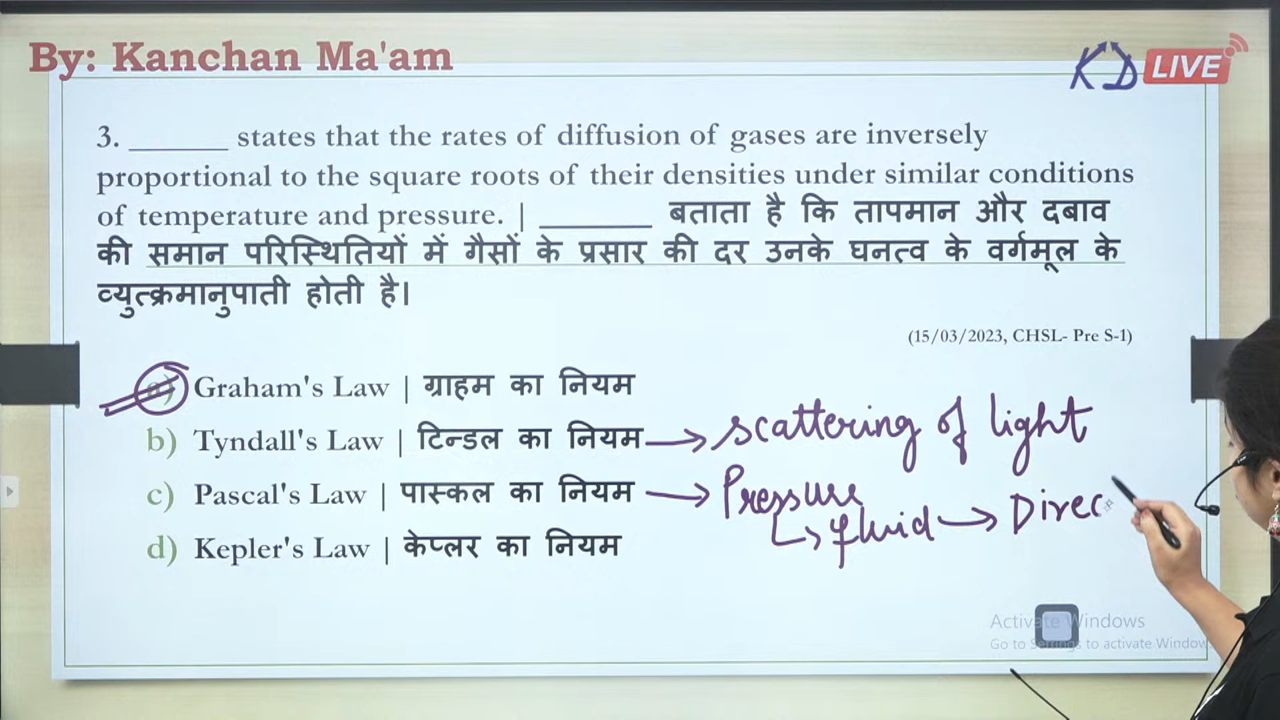 By: Kanchan Ma'am
KD LIVE
3. ______ states that the rates of diffusion of gases are inversely
proportional to the square roots of their densities under similar conditions
of temperature and pressure. | ______ बताता है कि तापमान और दबाव
की समान परिस्थितियों में गैसों के प्रसार की दर उनके घनत्व के वर्गमूल के
व्युत्क्रमानुपाती होती है।
(15/03/2023, CHSL- Pre S-1)
a) Graham's Law | ग्राहम का नियम
b) Tyndall's Law | टिन्डल का नियम → scattering of light
c) Pascal's Law | पास्कल का नियम → Pressure
↳ fluid → Direc
d) Kepler's Law | केप्लर का नियम
Activate Windows
Go to Settings to activate Window